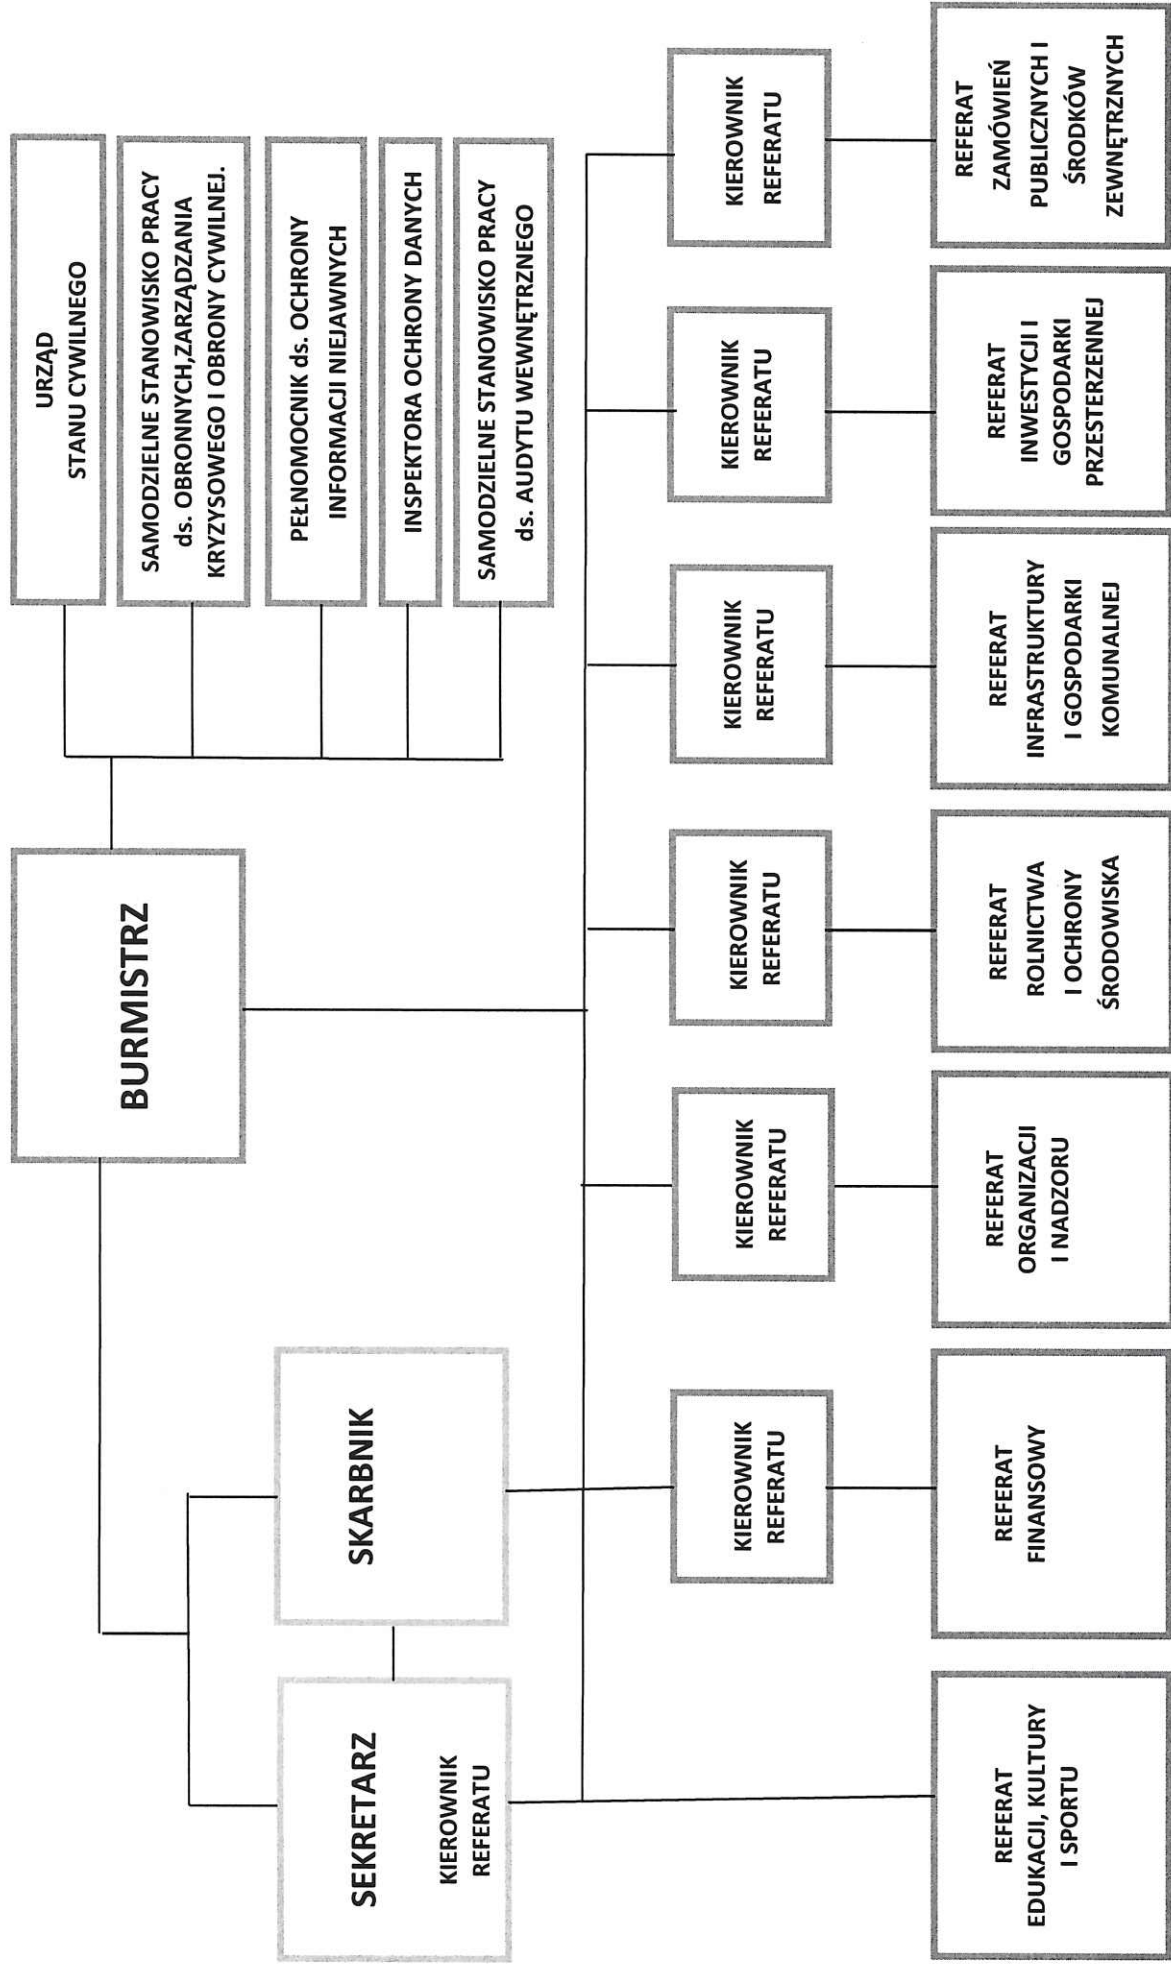 BURMISTRZ
URZĄD
STANU CYWILNEGO
SAMODZIELNE STANOWISKO PRACY
ds. OBRONNYCH,ZARZĄDZANIA
KRYZYSOWEGO I OBRONY CYWILNEJ.
PEŁNOMOCNIK ds. OCHRONY
INFORMACJI NIEJAWNYCH
INSPEKTORA OCHRONY DANYCH
SAMODZIELNE STANOWISKO PRACY
ds. AUDYTU WEWNĘTRZNEGO
SEKRETARZ
KIEROWNIK
REFERATU
SKARBNIK
KIEROWNIK
REFERATU
KIEROWNIK
REFERATU
KIEROWNIK
REFERATU
KIEROWNIK
REFERATU
KIEROWNIK
REFERATU
KIEROWNIK
REFERATU
REFERAT
EDUKACJI, KULTURY
I SPORTU
REFERAT
FINANSOWY
REFERAT
ORGANIZACJI
I NADZORU
REFERAT
ROLNICTWA
I OCHRONY
ŚRODOWISKA
REFERAT
INFRASTRUKTURY
I GOSPODARKI
KOMUNALNEJ
REFERAT
INWESTYCJI I
GOSPODARKI
PRZESTERZENNEJ
REFERAT
ZAMÓWIEŃ
PUBLICZNYCH I
ŚRODKÓW
ZEWNĘTRZNYCH